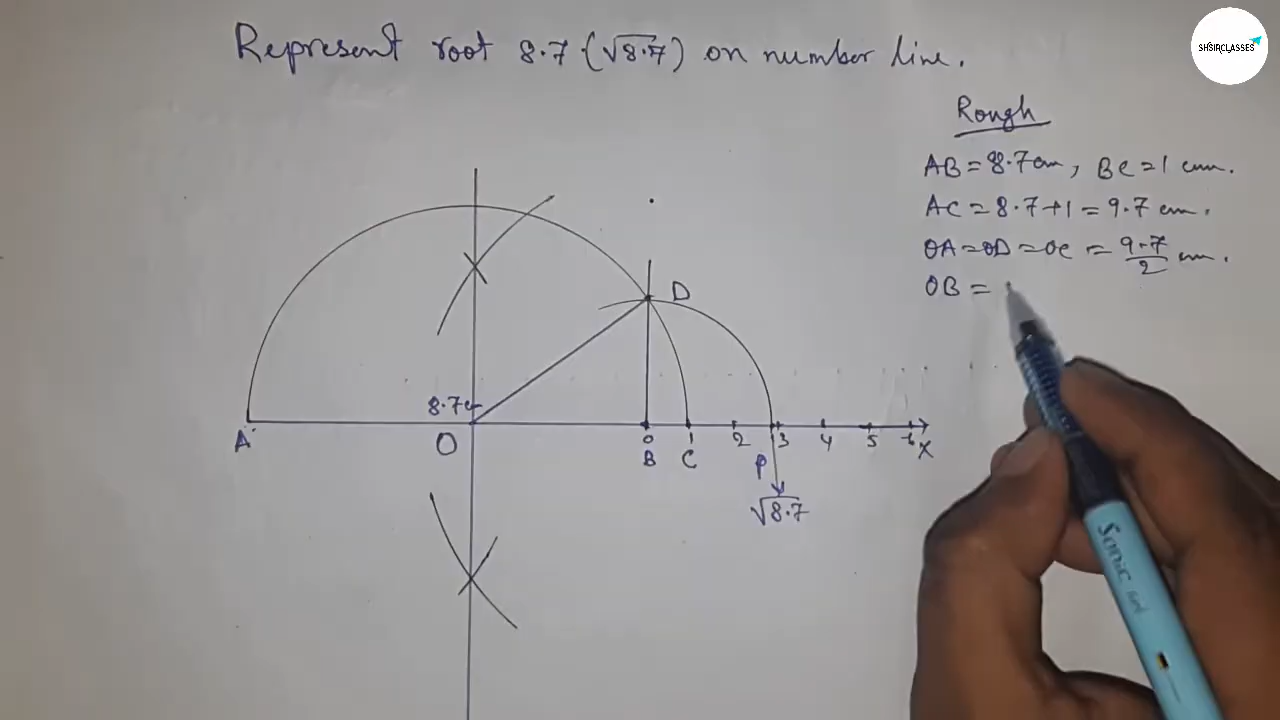 Represent root 8.7 (√8.7) on number line.
SHSIRCLASSES
Rough
AB = 8.7 cm, BC = 1 cm.
AC = 8.7 + 1 = 9.7 cm.
OA = OD = OC = 9.7/2 cm.
OB =
D
8.7 c
A O 0 1 2 3 4 5 6 X
B C P
√8.7
Sonic